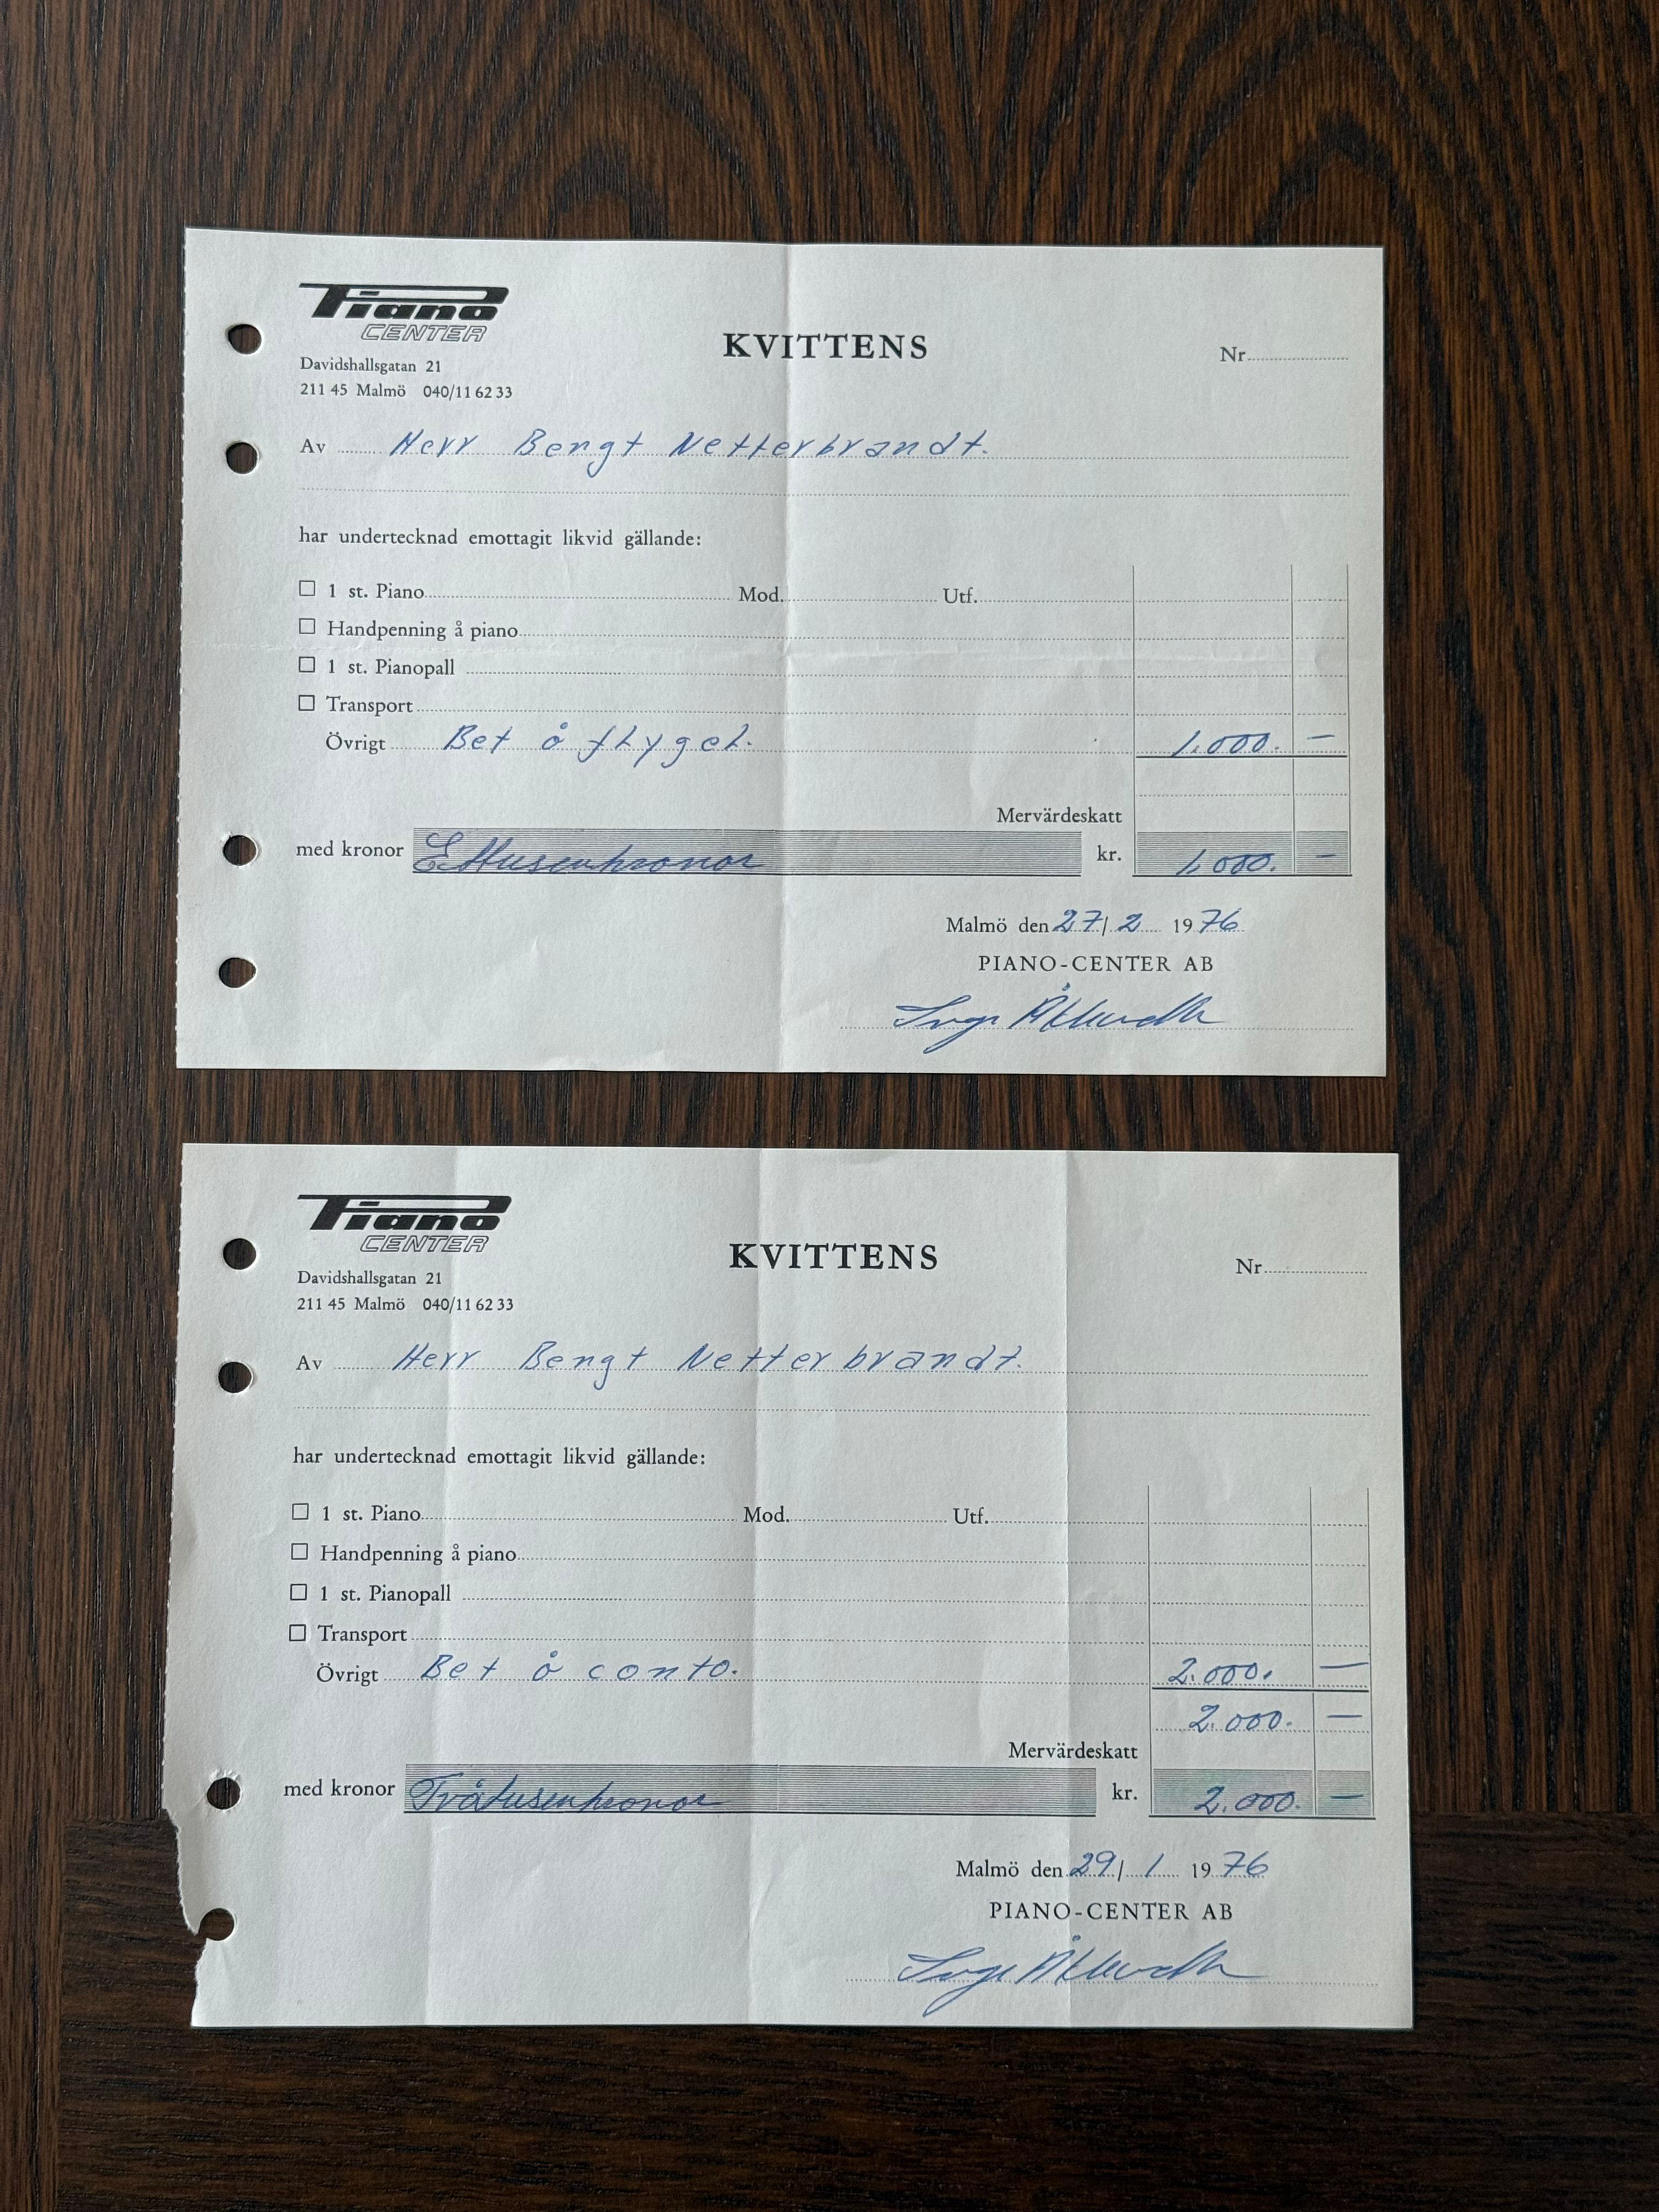 Piano
CENTER
KVITTENS
Nr
Davidshallsgatan 21
211 45 Malmö 040/11 62 33
Av Herr Bengt Netterbrandt.
har undertecknad emottagit likvid gällande:
1 st. Piano Mod. Utf.
Handpenning å piano
1 st. Pianopall
Transport
Övrigt Bet å flygel. 1.000. —
Mervärdeskatt
med kronor Ettusenkronor kr. 1.000. —
Malmö den 27/2 1976
PIANO-CENTER AB
Piano
CENTER
KVITTENS
Nr
Davidshallsgatan 21
211 45 Malmö 040/11 62 33
Av Herr Bengt Netterbrandt.
har undertecknad emottagit likvid gällande:
1 st. Piano Mod. Utf.
Handpenning å piano
1 st. Pianopall
Transport
Övrigt Bet å conto. 2.000. —
2.000. —
Mervärdeskatt
med kronor Tvåtusenkronor kr. 2.000. —
Malmö den 29/1 1976
PIANO-CENTER AB